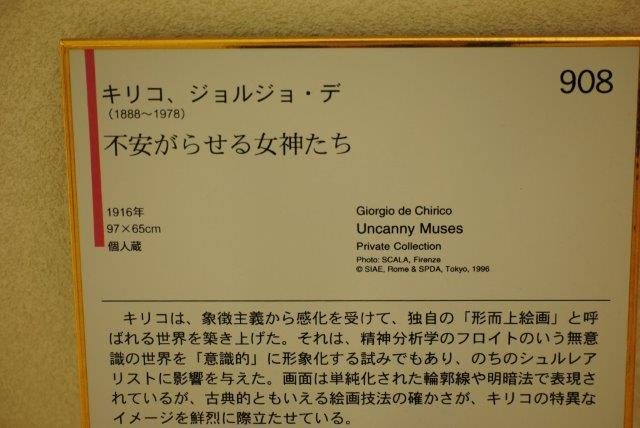 908
キリコ、ジョルジョ・デ
（1888～1978）
不安がらせる女神たち
1916年
97×65cm
個人蔵
Giorgio de Chirico
Uncanny Muses
Private Collection
Photo: SCALA, Firenze
© SIAE, Rome & SPDA, Tokyo, 1996
キリコは、象徴主義から感化を受けて、独自の「形而上絵画」と呼
ばれる世界を築き上げた。それは、精神分析学のフロイトのいう無意
識の世界を「意識的」に形象化する試みでもあり、のちのシュルレア
リストに影響を与えた。画面は単純化された輪郭線や明暗法で表現さ
れているが、古典的ともいえる絵画技法の確かさが、キリコの特異な
イメージを鮮烈に際立たせている。